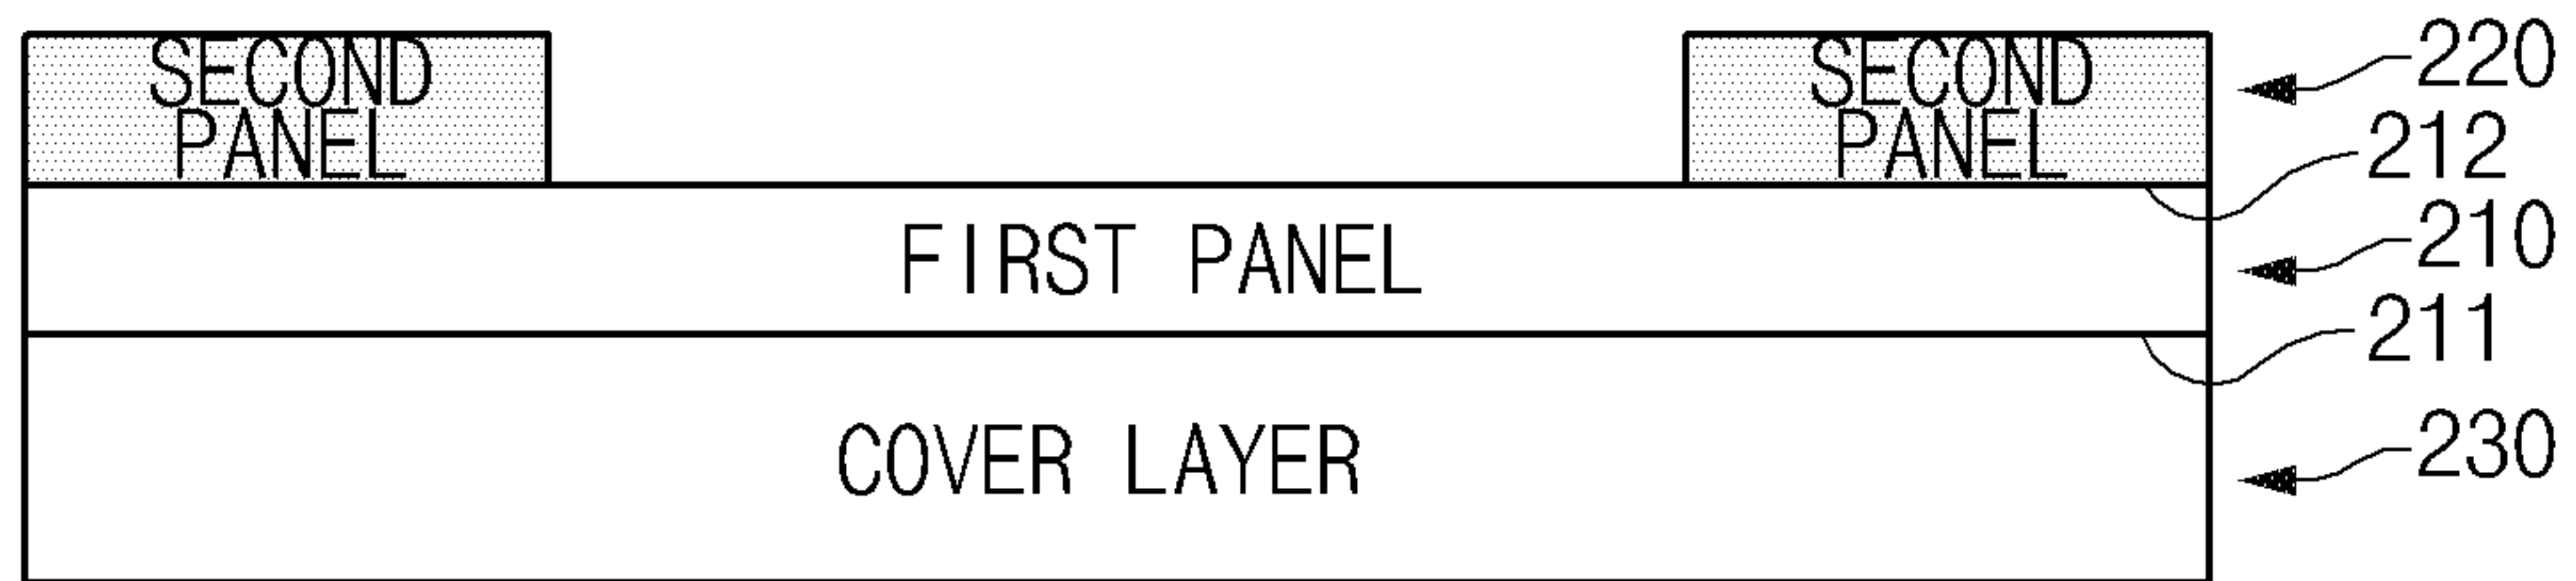 SECOND
PANEL
SECOND
PANEL
220
212
FIRST PANEL
210
211
COVER LAYER
230